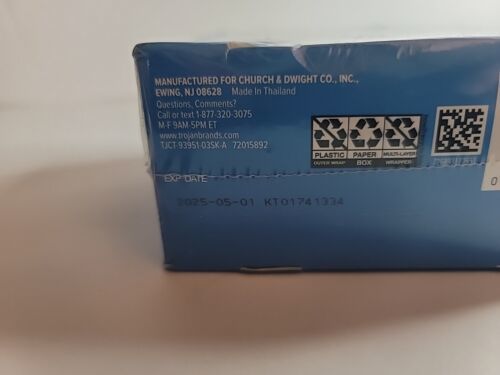 MANUFACTURED FOR CHURCH & DWIGHT CO., INC.,
EWING, NJ 08628 Made in Thailand
Questions, Comments?
Call or text 1-877-320-3075
M-F 9AM-5PM ET
www.trojanbrands.com
TJCT-93951-03SK-A 72015892
PLASTIC PAPER MULTI-LAYER
OUTER WRAP BOX WRAPPER
EXP DATE
2025-05-01 KT01741334
0